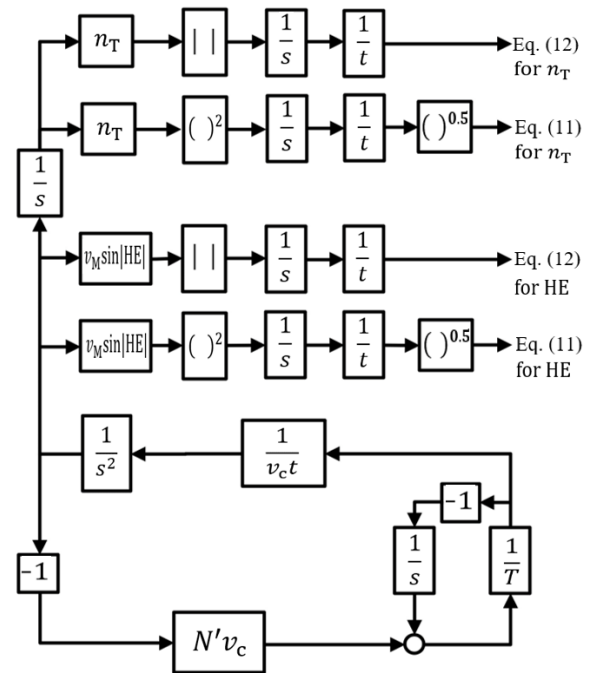 n_T | | 1/s 1/t Eq. (12)
for n_T
n_T ( )² 1/s 1/t ( )^0.5 Eq. (11)
for n_T
1/s
v_M sin|HE| | | 1/s 1/t Eq. (12)
for HE
v_M sin|HE| ( )² 1/s 1/t ( )^0.5 Eq. (11)
for HE
1/s² 1/(v_c t)
-1
1/s 1/T
-1
N′v_c